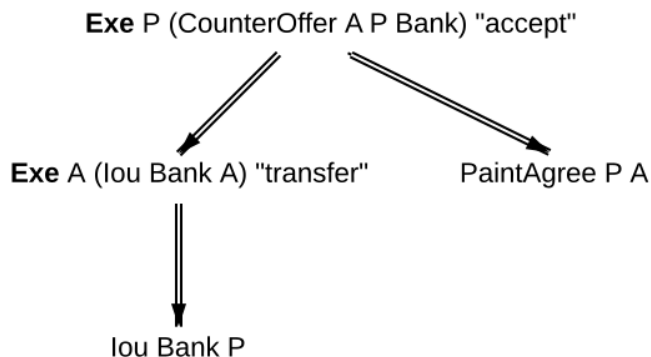 Exe P (CounterOffer A P Bank) "accept"
Exe A (Iou Bank A) "transfer"
PaintAgree P A
Iou Bank P